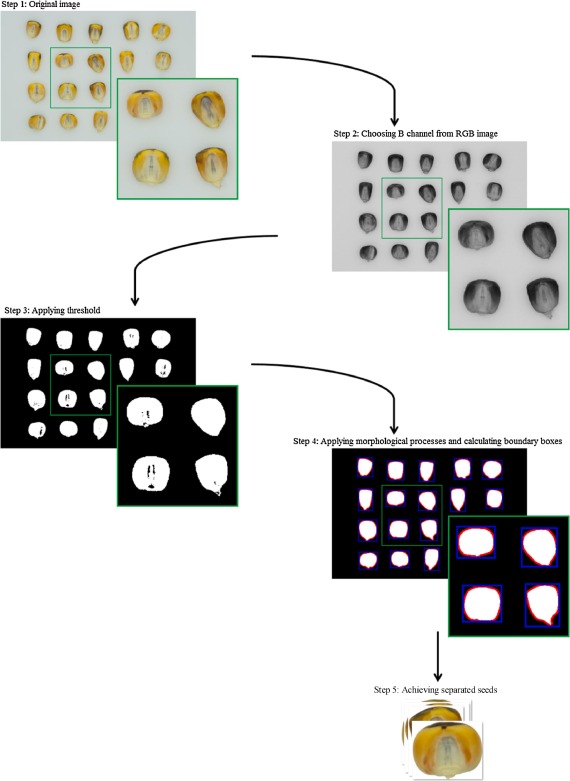 Step 1: Original image
Step 2: Choosing B channel from RGB image
Step 3: Applying threshold
Step 4: Applying morphological processes and calculating boundary boxes
Step 5: Achieving separated seeds